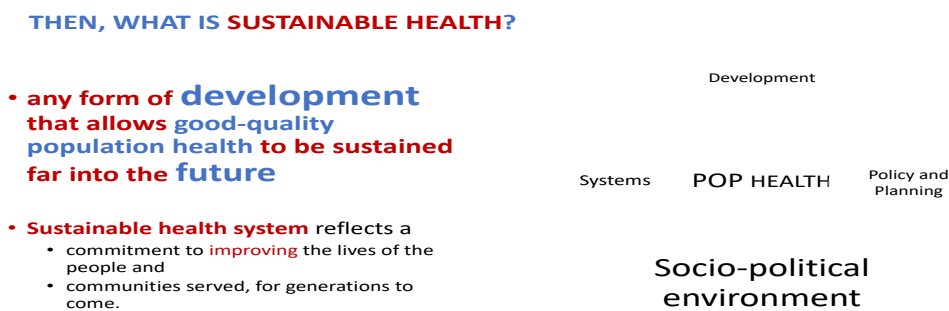 THEN, WHAT IS SUSTAINABLE HEALTH?
• any form of development
that allows good-quality
population health to be sustained
far into the future
• Sustainable health system reflects a
• commitment to improving the lives of the
people and
• communities served, for generations to
come.
Development
Systems
POP HEALTH
Policy and
Planning
Socio-political
environment